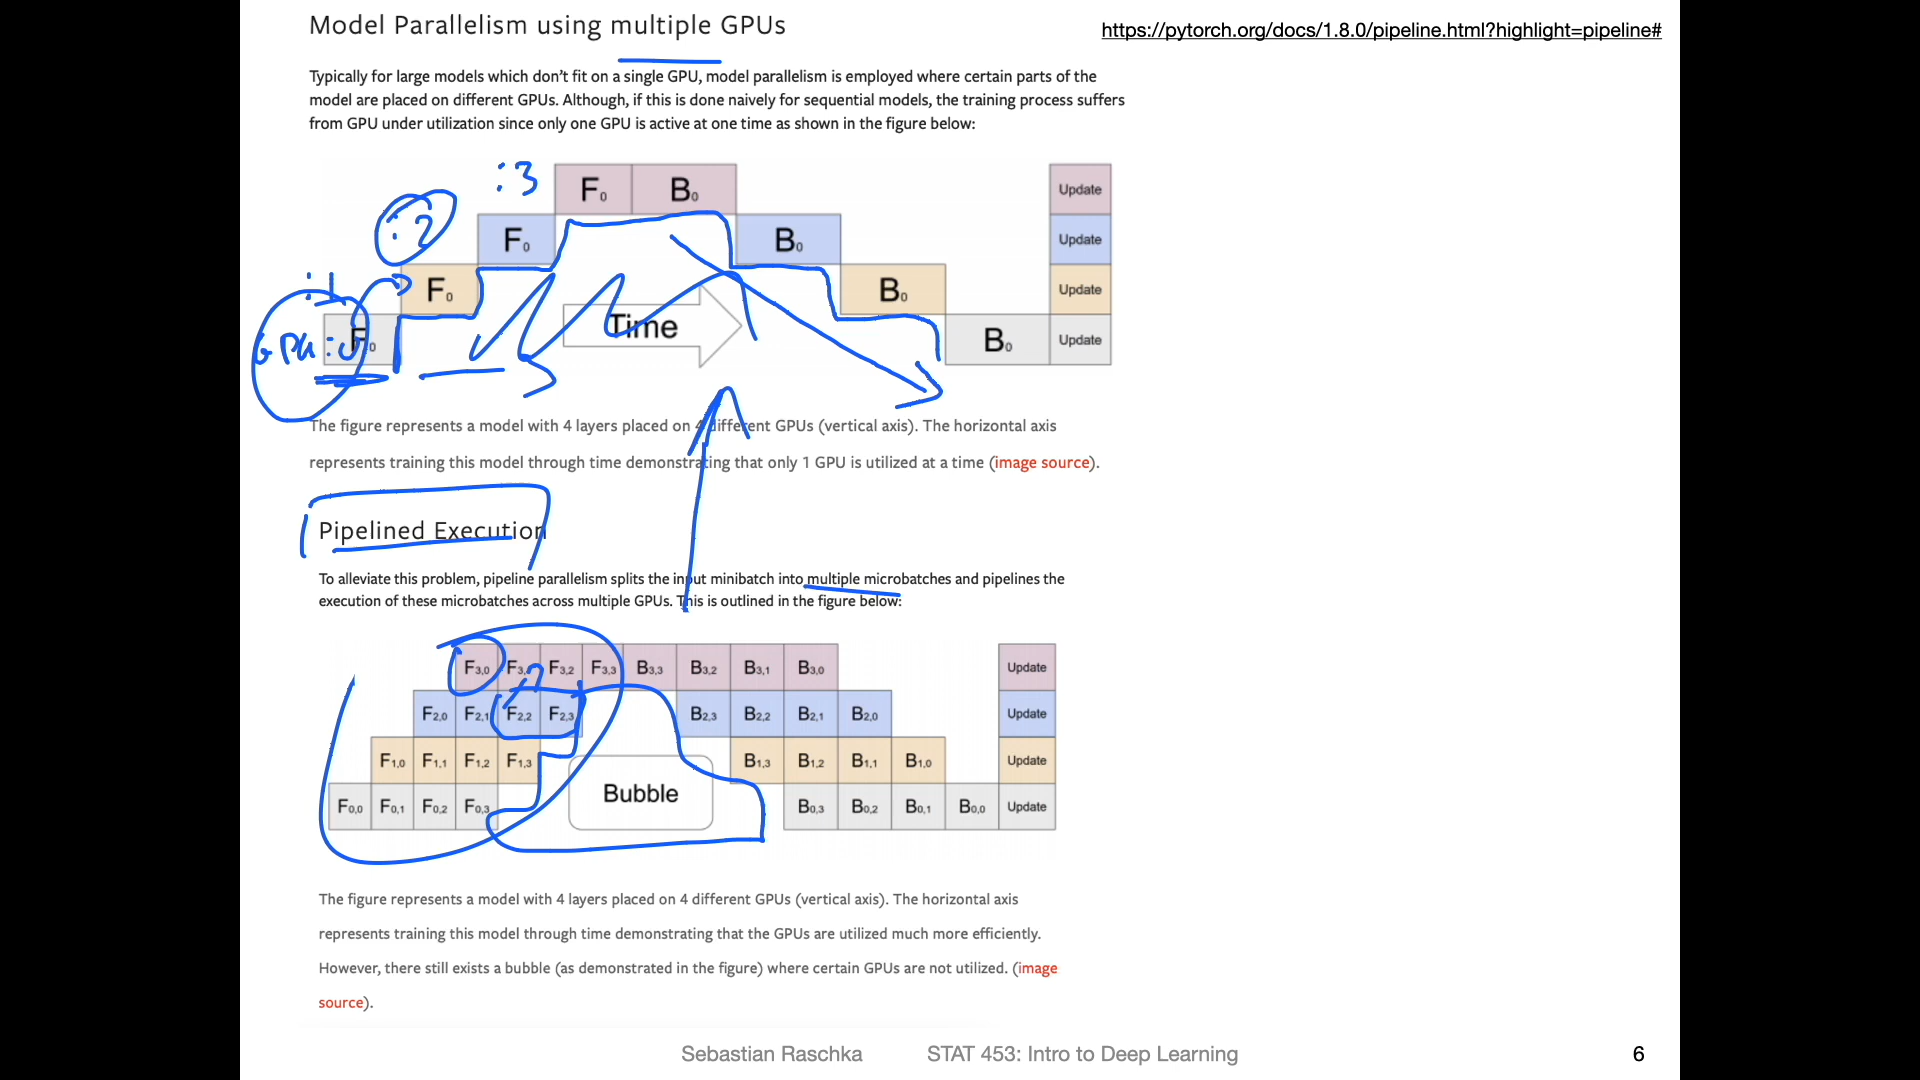 Model Parallelism using multiple GPUs
https://pytorch.org/docs/1.8.0/pipeline.html?highlight=pipeline#
Typically for large models which don't fit on a single GPU, model parallelism is employed where certain parts of the
model are placed on different GPUs. Although, if this is done naively for sequential models, the training process suffers
from GPU under utilization since only one GPU is active at one time as shown in the figure below:
:3 F0 B0 Update
:2 F0 B0 Update
:1 F0 B0 Update
GPU:0 F0 Time B0 Update
The figure represents a model with 4 layers placed on 4 different GPUs (vertical axis). The horizontal axis
represents training this model through time demonstrating that only 1 GPU is utilized at a time (image source).
Pipelined Execution
To alleviate this problem, pipeline parallelism splits the input minibatch into multiple microbatches and pipelines the
execution of these microbatches across multiple GPUs. This is outlined in the figure below:
F3,0 F3,1 F3,2 F3,3 B3,3 B3,2 B3,1 B3,0 Update
F2,0 F2,1 F2,2 F2,3 B2,3 B2,2 B2,1 B2,0 Update
F1,0 F1,1 F1,2 F1,3 B1,3 B1,2 B1,1 B1,0 Update
F0,0 F0,1 F0,2 F0,3 Bubble B0,3 B0,2 B0,1 B0,0 Update
The figure represents a model with 4 layers placed on 4 different GPUs (vertical axis). The horizontal axis
represents training this model through time demonstrating that the GPUs are utilized much more efficiently.
However, there still exists a bubble (as demonstrated in the figure) where certain GPUs are not utilized. (image
source).
Sebastian Raschka STAT 453: Intro to Deep Learning 6